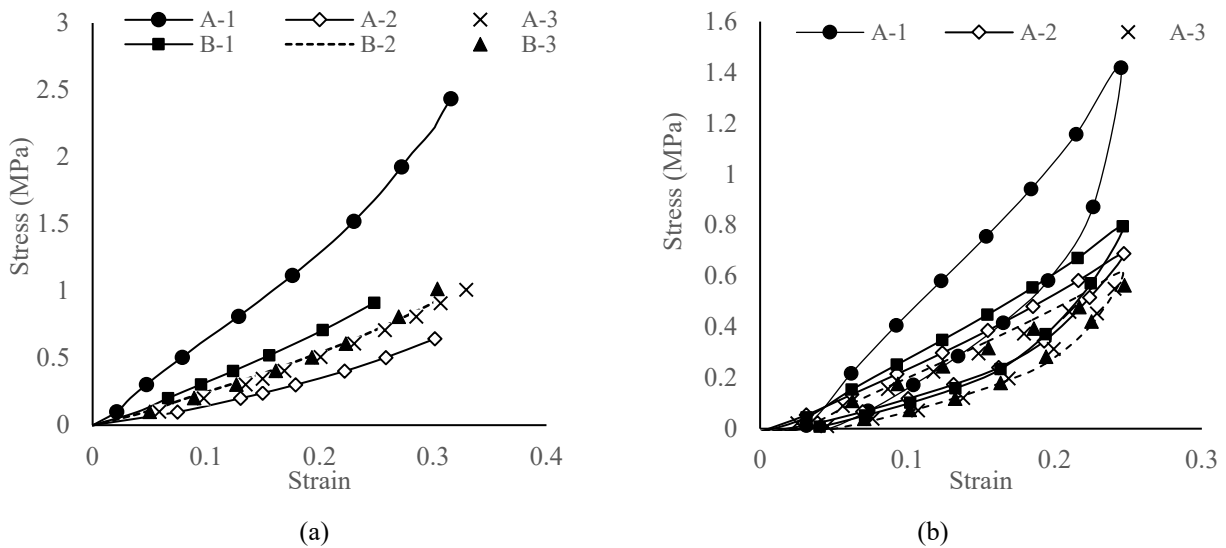 A-1 A-2 A-3
B-1 B-2 B-3
Stress (MPa)
3
2.5
2
1.5
1
0.5
0
0 0.1 0.2 0.3 0.4
Strain
(a)
A-1 A-2 A-3
Stress (MPa)
1.6
1.4
1.2
1
0.8
0.6
0.4
0.2
0
0 0.1 0.2 0.3
Strain
(b)